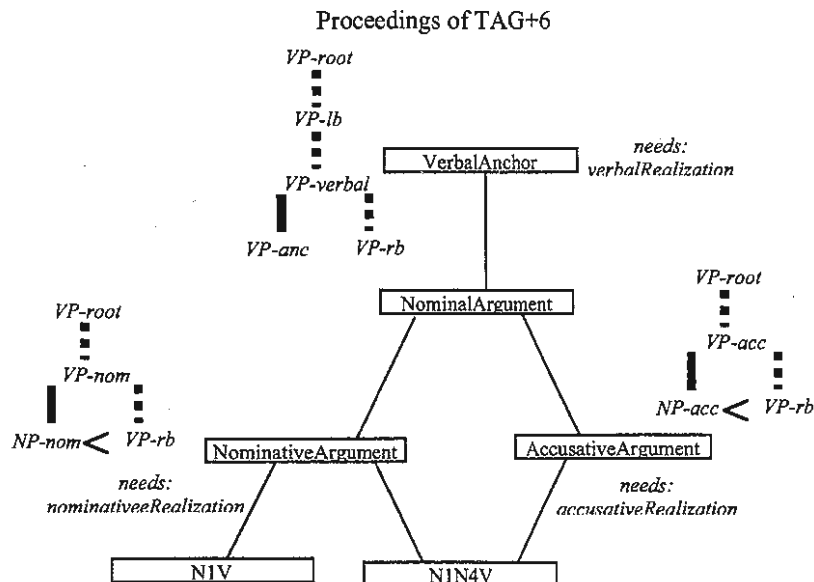 Proceedings of TAG+6
VP-root
VP-lb
VP-verbal
VP-anc
VP-rb
VerbalAnchor
needs:
verbalRealization
NominalArgument
VP-root
VP-nom
NP-nom < VP-rb
VP-root
VP-acc
NP-acc < VP-rb
NominativeArgument
AccusativeArgument
needs:
nominativeeRealization
needs:
accusativeRealization
N1V
N1N4V